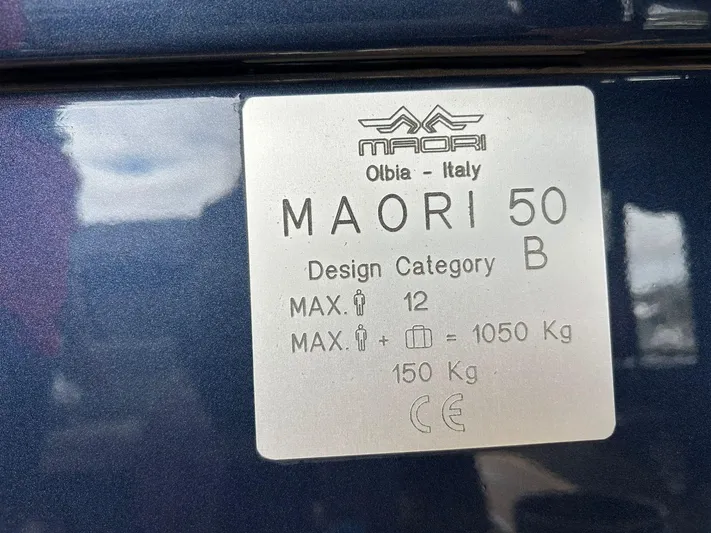 MAORI
Olbia - Italy
MAORI 50
Design Category B
MAX. 12
MAX. + = 1050 Kg
150 Kg
CE